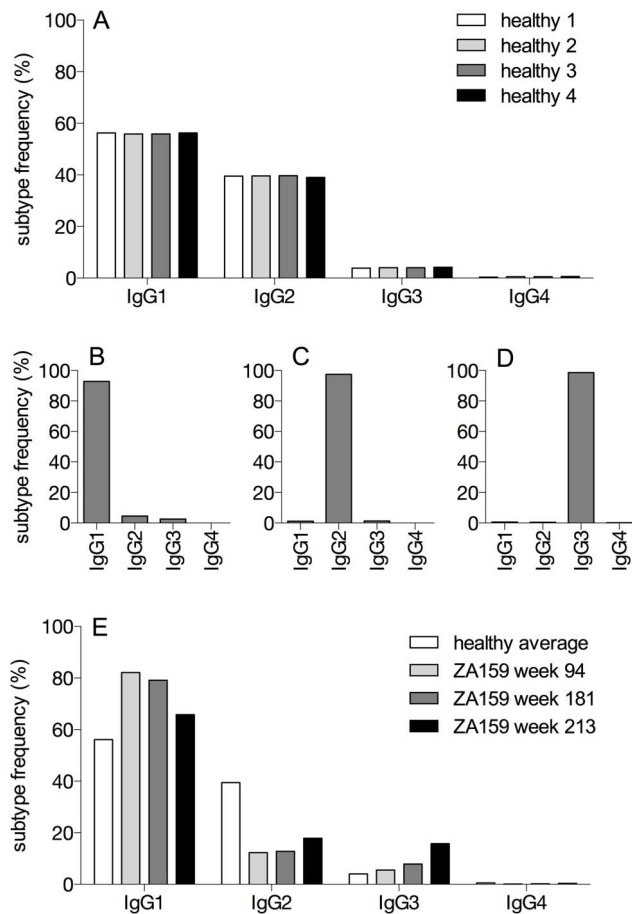 A
healthy 1
healthy 2
healthy 3
healthy 4
subtype frequency (%)
100
80
60
40
20
0
IgG1 IgG2 IgG3 IgG4
B
C
D
subtype frequency (%)
100
80
60
40
20
0
IgG1 IgG2 IgG3 IgG4
100
80
60
40
20
0
IgG1 IgG2 IgG3 IgG4
100
80
60
40
20
0
IgG1 IgG2 IgG3 IgG4
E
healthy average
ZA159 week 94
ZA159 week 181
ZA159 week 213
subtype frequency (%)
100
80
60
40
20
0
IgG1 IgG2 IgG3 IgG4